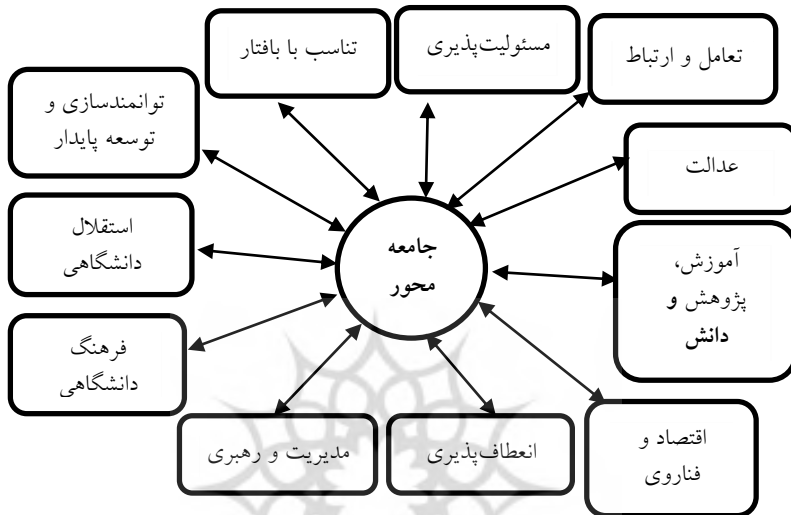 تعامل و ارتباط
مسئولیت‌پذیری
تناسب با بافتار
توانمندسازی و
توسعه پایدار
عدالت
استقلال
دانشگاهی
جامعه
محور
آموزش،
پژوهش و
دانش
فرهنگ
دانشگاهی
اقتصاد و
فناروی
انعطاف‌پذیری
مدیریت و رهبری